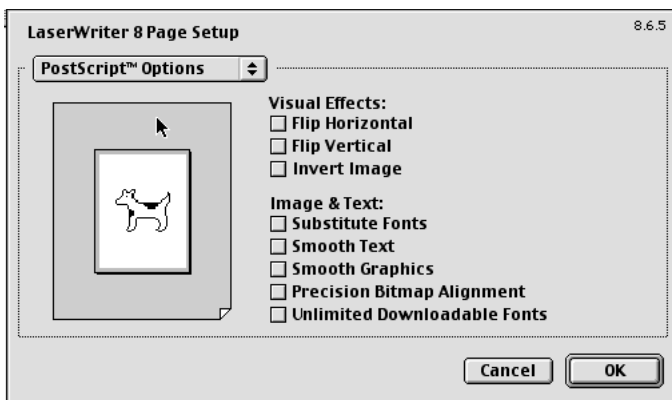 LaserWriter 8 Page Setup
8.6.5
PostScript™ Options
Visual Effects:
Flip Horizontal
Flip Vertical
Invert Image
Image & Text:
Substitute Fonts
Smooth Text
Smooth Graphics
Precision Bitmap Alignment
Unlimited Downloadable Fonts
Cancel
OK